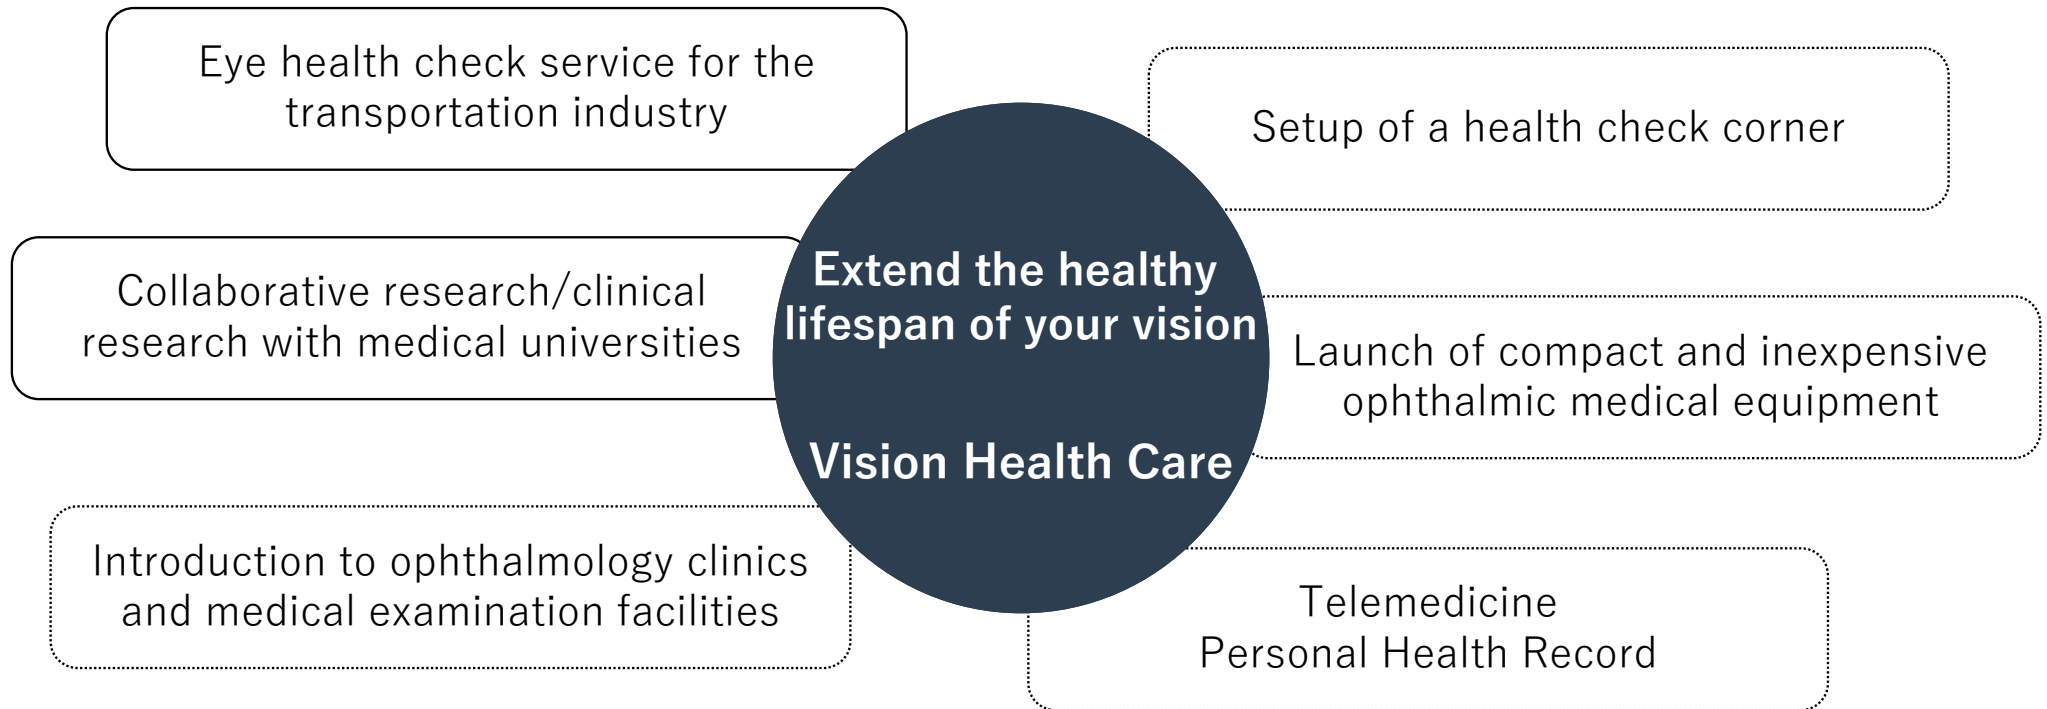 Eye health check service for the
transportation industry
Setup of a health check corner
Collaborative research/clinical
research with medical universities
Extend the healthy
lifespan of your vision
Vision Health Care
Launch of compact and inexpensive
ophthalmic medical equipment
Introduction to ophthalmology clinics
and medical examination facilities
Telemedicine
Personal Health Record